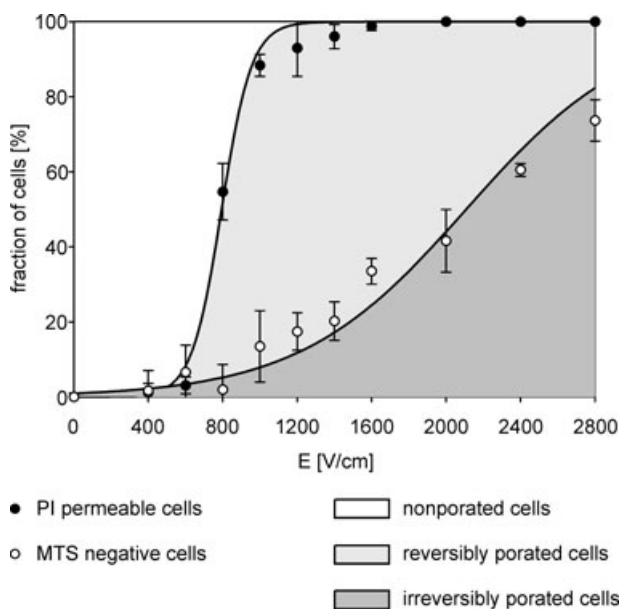 100
80
60
40
20
0
fraction of cells [%]
0 400 800 1200 1600 2000 2400 2800
E [V/cm]
PI permeable cells
MTS negative cells
nonporated cells
reversibly porated cells
irreversibly porated cells